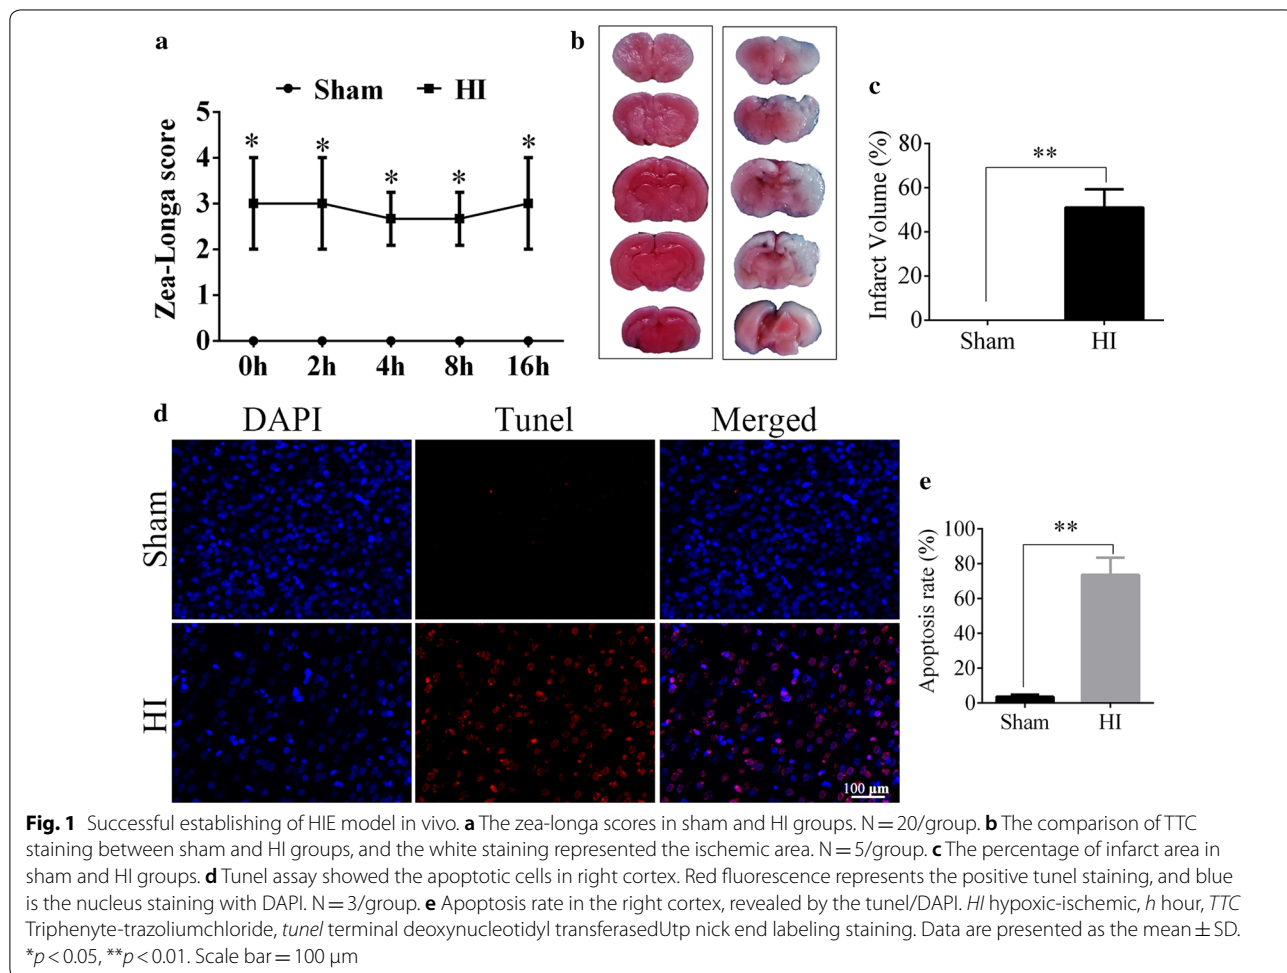 a
Sham HI
Zea-Longa score
5
4
3
2
1
0
* * * * *
0h 2h 4h 8h 16h
b
c
Infarct Volume (%)
80
60
40
20
0
**
Sham HI
d
DAPI Tunel Merged
Sham
HI
100 μm
e
Apoptosis rate (%)
100
80
60
40
20
0
**
Sham HI
Fig. 1 Successful establishing of HIE model in vivo. a The zea-longa scores in sham and HI groups. N = 20/group. b The comparison of TTC
staining between sham and HI groups, and the white staining represented the ischemic area. N = 5/group. c The percentage of infarct area in
sham and HI groups. d Tunel assay showed the apoptotic cells in right cortex. Red fluorescence represents the positive tunel staining, and blue
is the nucleus staining with DAPI. N = 3/group. e Apoptosis rate in the right cortex, revealed by the tunel/DAPI. HI hypoxic-ischemic, h hour, TTC
Triphenyte-trazoliumchloride, tunel terminal deoxynucleotidyl transferasedUtp nick end labeling staining. Data are presented as the mean ± SD.
*p < 0.05, **p < 0.01. Scale bar = 100 μm